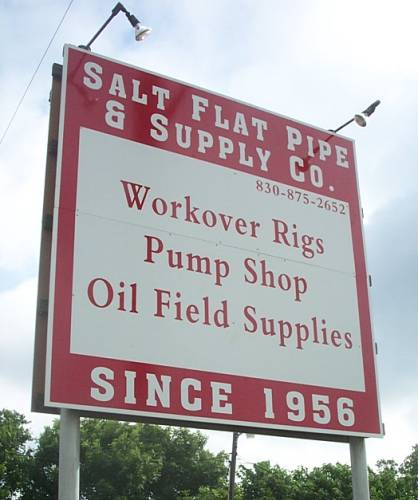 Salt Flat Pipe
& Supply Co.
830-875-2652
Workover Rigs
Pump Shop
Oil Field Supplies
Since 1956